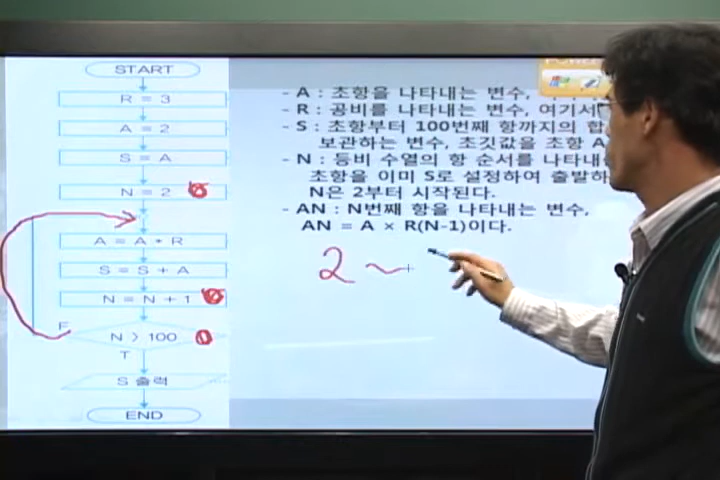 START
R = 3
A = 2
S = A
N = 2
A = A * R
S = S + A
N = N + 1
F
N > 100
T
S 출력
END
- A : 초항을 나타내는 변수,
- R : 공비를 나타내는 변수, 여기서
- S : 초항부터 100번째 항까지의 합
보관하는 변수, 초깃값을 초항 A
- N : 등비 수열의 항 순서를 나타내
초항을 이미 S로 설정하여 출발하
N은 2부터 시작된다.
- AN : N번째 항을 나타내는 변수,
AN = A × R(N-1)이다.
2 ~